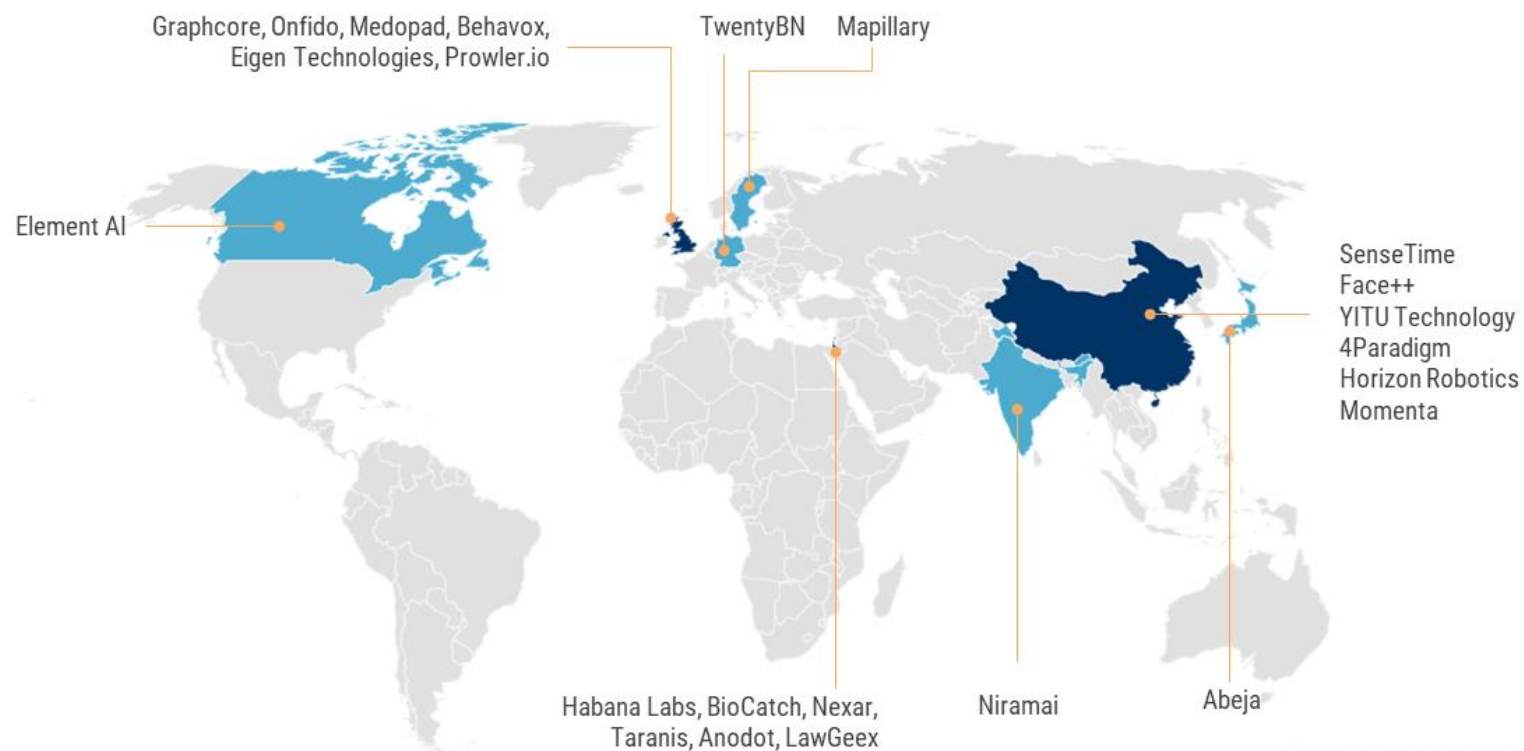 Graphcore, Onfido, Medopad, Behavox,
Eigen Technologies, Prowler.io
TwentyBN
Mapillary
Element AI
SenseTime
Face++
YITU Technology
4Paradigm
Horizon Robotics
Momenta
Habana Labs, BioCatch, Nexar,
Taranis, Anodot, LawGeex
Niramai
Abeja